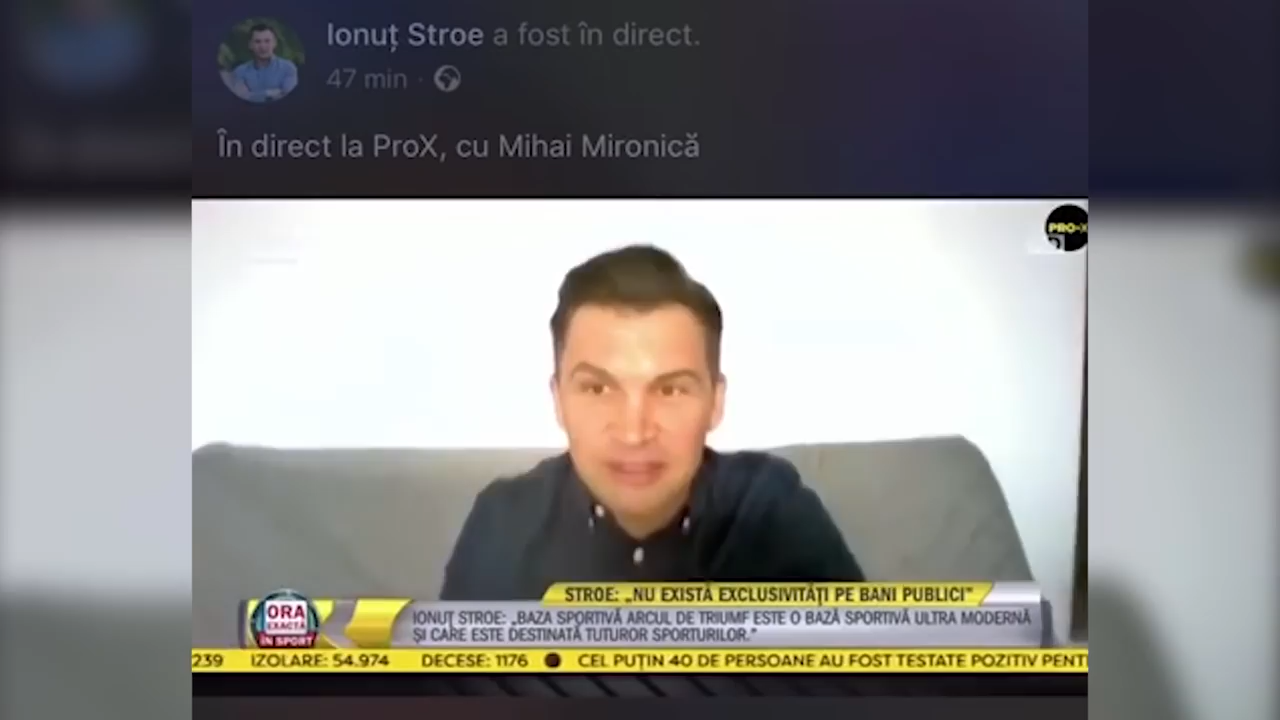 Ionuț Stroe a fost în direct.
47 min ·
În direct la ProX, cu Mihai Mironică
PRO-X
STROE: „NU EXISTĂ EXCLUSIVITĂȚI PE BANI PUBLICI”
ORA
EXACTĂ
ÎN SPORT
IONUȚ STROE: „BAZA SPORTIVĂ ARCUL DE TRIUMF ESTE O BAZĂ SPORTIVĂ ULTRA MODERNĂ
ȘI CARE ESTE DESTINATĂ TUTUROR SPORTURILOR.”
239 IZOLARE: 54.974 DECESE: 1176 CEL PUȚIN 40 DE PERSOANE AU FOST TESTATE POZITIV PENT